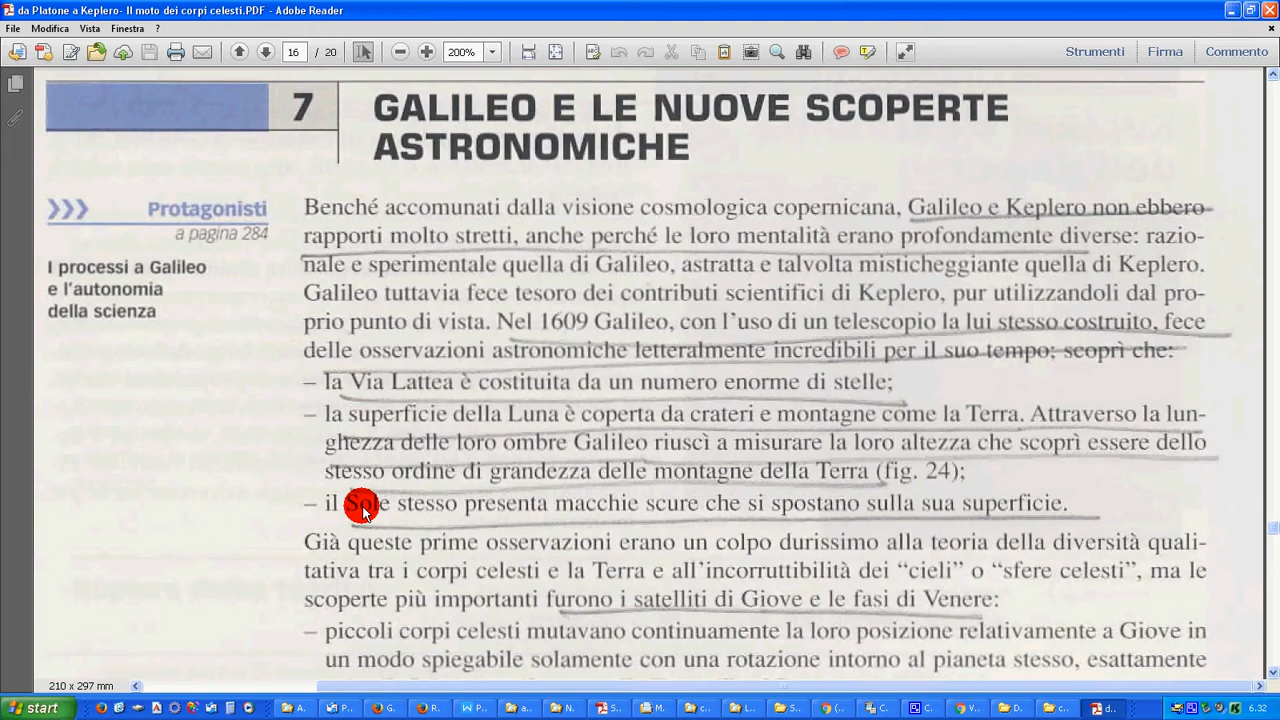 da Platone a Keplero- Il moto dei corpi celesti.PDF - Adobe Reader
File Modifica Vista Finestra ?
16 / 20 200% Strumenti Firma Commento
7 GALILEO E LE NUOVE SCOPERTE
ASTRONOMICHE
Protagonisti
a pagina 284
I processi a Galileo
e l'autonomia
della scienza
Benché accomunati dalla visione cosmologica copernicana, Galileo e Keplero non ebbero
rapporti molto stretti, anche perché le loro mentalità erano profondamente diverse: razio-
nale e sperimentale quella di Galileo, astratta e talvolta misticheggiante quella di Keplero.
Galileo tuttavia fece tesoro dei contributi scientifici di Keplero, pur utilizzandoli dal pro-
prio punto di vista. Nel 1609 Galileo, con l'uso di un telescopio la lui stesso costruito, fece
delle osservazioni astronomiche letteralmente incredibili per il suo tempo; scoprì che:
– la Via Lattea è costituita da un numero enorme di stelle;
– la superficie della Luna è coperta da crateri e montagne come la Terra. Attraverso la lun-
ghezza delle loro ombre Galileo riuscì a misurare la loro altezza che scoprì essere dello
stesso ordine di grandezza delle montagne della Terra (fig. 24);
– il Sole stesso presenta macchie scure che si spostano sulla sua superficie.
Già queste prime osservazioni erano un colpo durissimo alla teoria della diversità quali-
tativa tra i corpi celesti e la Terra e all'incorruttibilità dei “cieli” o “sfere celesti”, ma le
scoperte più importanti furono i satelliti di Giove e le fasi di Venere:
– piccoli corpi celesti mutavano continuamente la loro posizione relativamente a Giove in
un modo spiegabile solamente con una rotazione intorno al pianeta stesso, esattamente
210 x 297 mm
start A. P. G. R. P. a... S. M. c... L... S... (... C. C. V. D. c... d... 6.32